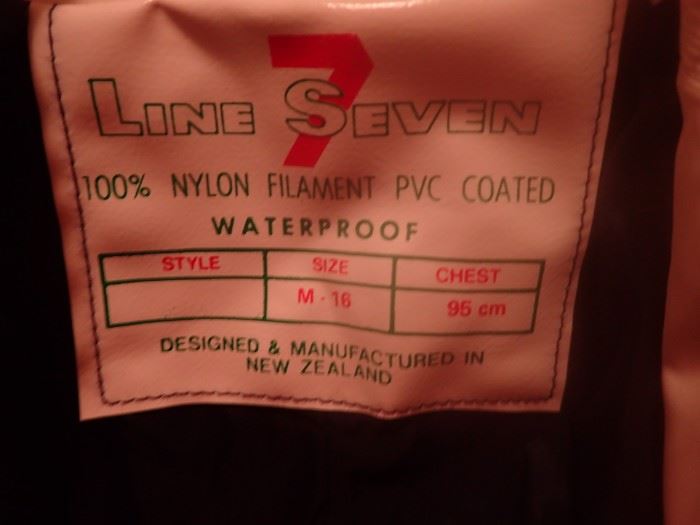 7
LINE SEVEN
100% NYLON FILAMENT PVC COATED
WATERPROOF
STYLE SIZE CHEST
M - 16 95 cm
DESIGNED & MANUFACTURED IN
NEW ZEALAND